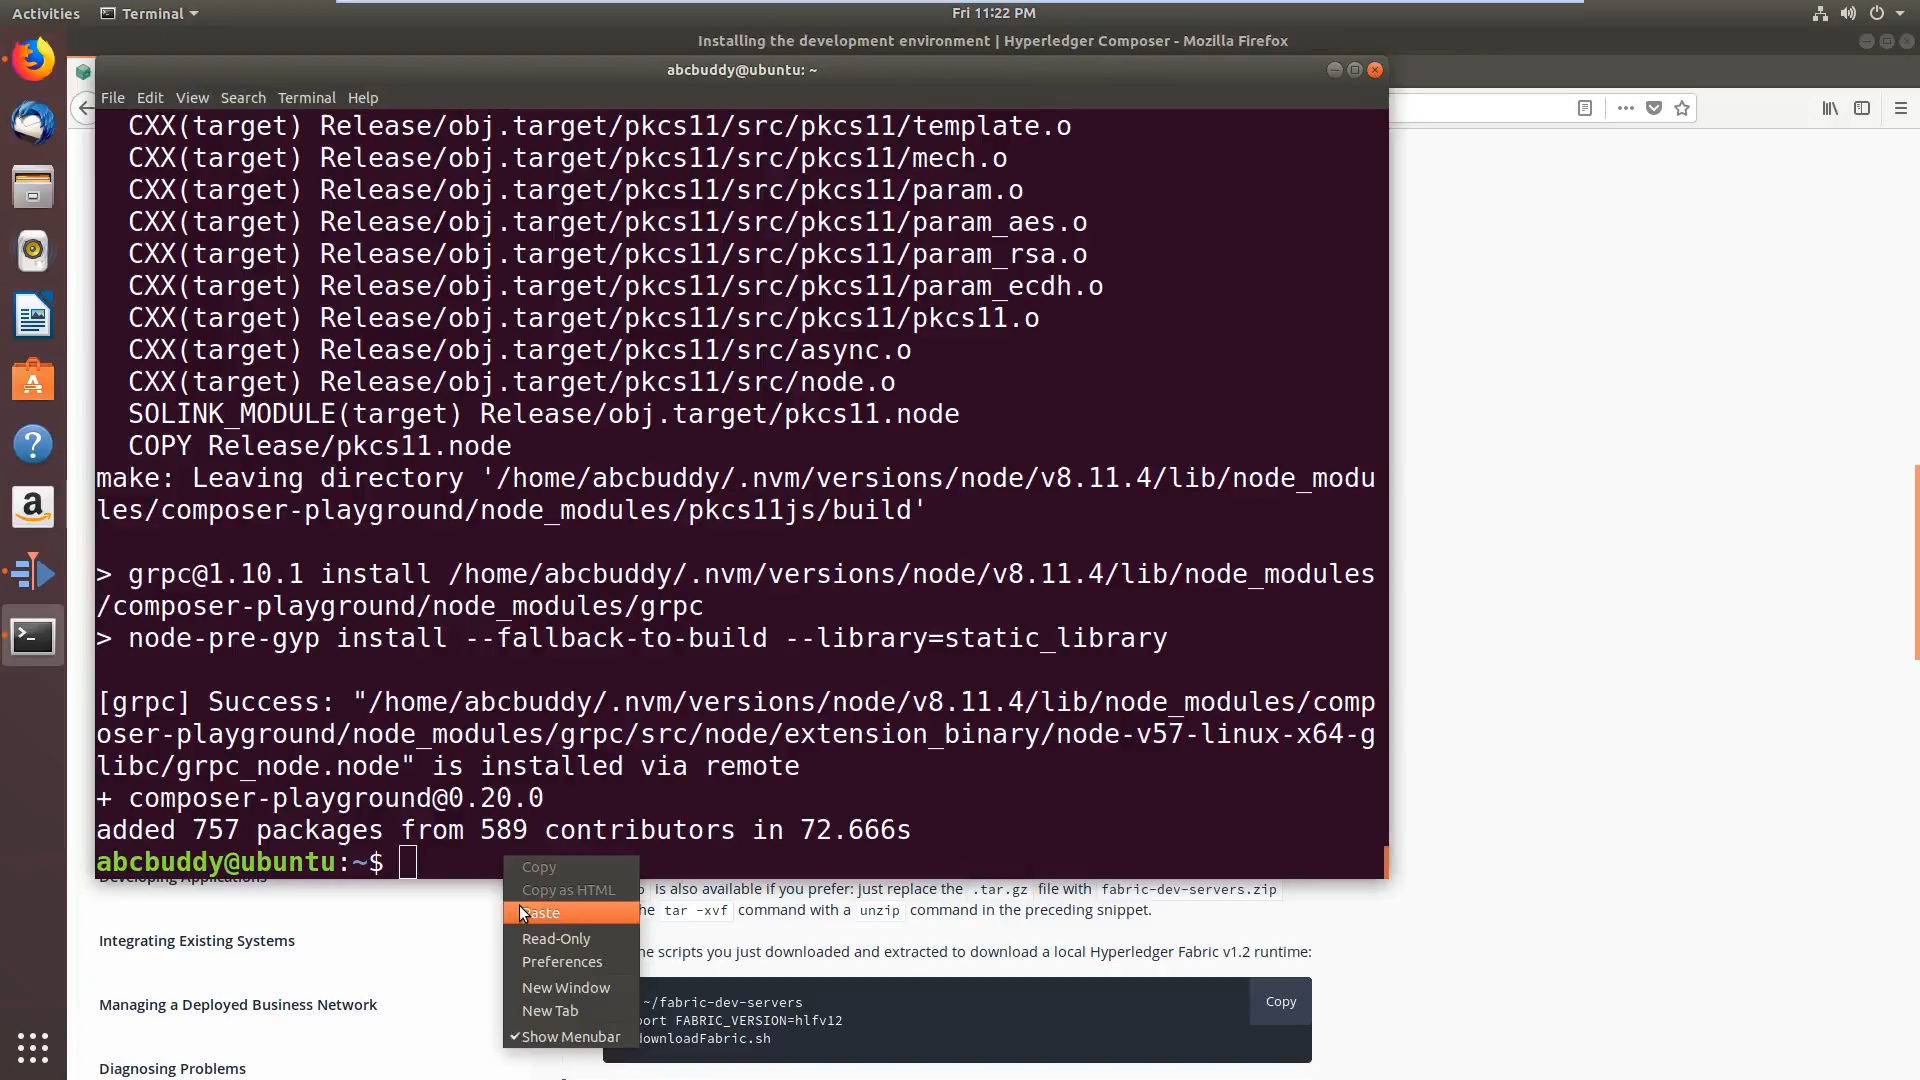 Activities
Terminal
Fri 11:22 PM
Installing the development environment | Hyperledger Composer - Mozilla Firefox
abcbuddy@ubuntu: ~
File Edit View Search Terminal Help
CXX(target) Release/obj.target/pkcs11/src/pkcs11/template.o
CXX(target) Release/obj.target/pkcs11/src/pkcs11/mech.o
CXX(target) Release/obj.target/pkcs11/src/pkcs11/param.o
CXX(target) Release/obj.target/pkcs11/src/pkcs11/param_aes.o
CXX(target) Release/obj.target/pkcs11/src/pkcs11/param_rsa.o
CXX(target) Release/obj.target/pkcs11/src/pkcs11/param_ecdh.o
CXX(target) Release/obj.target/pkcs11/src/pkcs11/pkcs11.o
CXX(target) Release/obj.target/pkcs11/src/async.o
CXX(target) Release/obj.target/pkcs11/src/node.o
SOLINK_MODULE(target) Release/obj.target/pkcs11.node
COPY Release/pkcs11.node
make: Leaving directory '/home/abcbuddy/.nvm/versions/node/v8.11.4/lib/node_modu
les/composer-playground/node_modules/pkcs11js/build'
> grpc@1.10.1 install /home/abcbuddy/.nvm/versions/node/v8.11.4/lib/node_modules
/composer-playground/node_modules/grpc
> node-pre-gyp install --fallback-to-build --library=static_library
[grpc] Success: "/home/abcbuddy/.nvm/versions/node/v8.11.4/lib/node_modules/comp
oser-playground/node_modules/grpc/src/node/extension_binary/node-v57-linux-x64-g
libc/grpc_node.node" is installed via remote
+ composer-playground@0.20.0
added 757 packages from 589 contributors in 72.666s
abcbuddy@ubuntu:~$
Copy
Copy as HTML
Paste
Read-Only
Preferences
New Window
New Tab
Show Menubar
Developing Applications
Integrating Existing Systems
Managing a Deployed Business Network
Diagnosing Problems
is also available if you prefer: just replace the .tar.gz file with fabric-dev-servers.zip
the tar -xvf command with a unzip command in the preceding snippet.
scripts you just downloaded and extracted to download a local Hyperledger Fabric v1.2 runtime:
~/fabric-dev-servers
FABRIC_VERSION=hlfv12
downloadFabric.sh
Copy